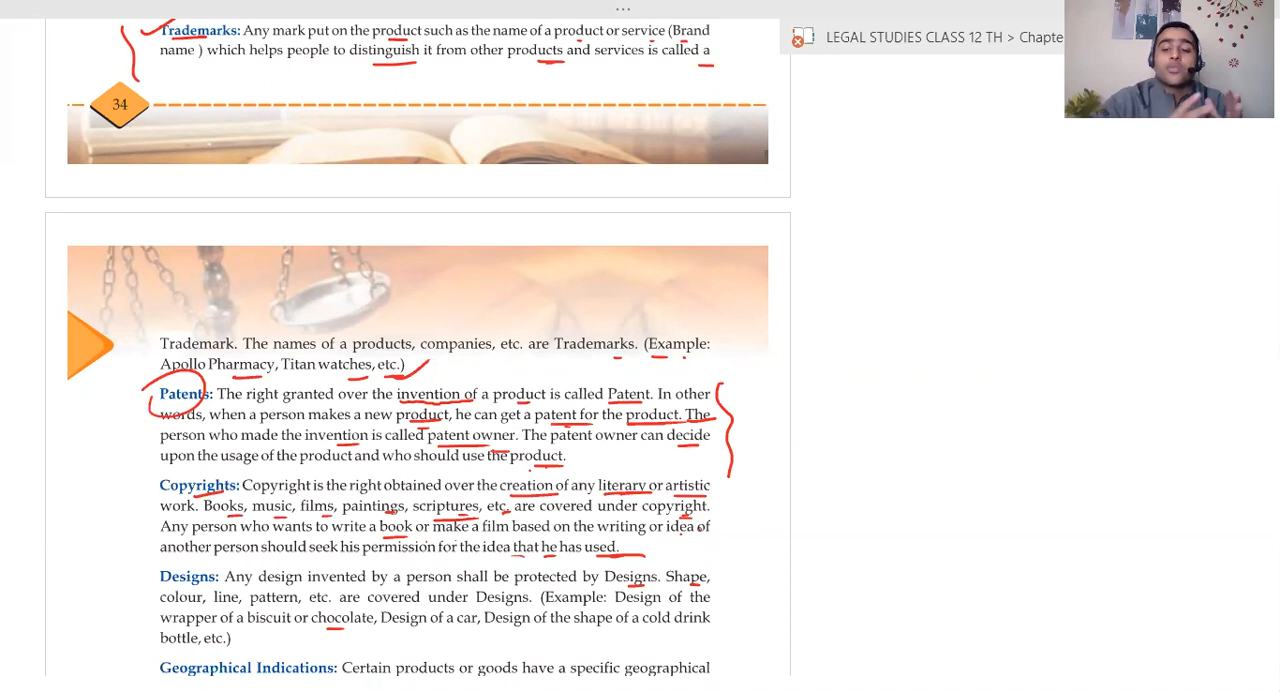 ...
Trademarks: Any mark put on the product such as the name of a product or service (Brand
name ) which helps people to distinguish it from other products and services is called a
LEGAL STUDIES CLASS 12 TH > Chapte
34
Trademark. The names of a products, companies, etc. are Trademarks. (Example:
Apollo Pharmacy, Titan watches, etc.)
Patents: The right granted over the invention of a product is called Patent. In other
words, when a person makes a new product, he can get a patent for the product. The
person who made the invention is called patent owner. The patent owner can decide
upon the usage of the product and who should use the product.
Copyrights: Copyright is the right obtained over the creation of any literary or artistic
work. Books, music, films, paintings, scriptures, etc. are covered under copyright.
Any person who wants to write a book or make a film based on the writing or idea of
another person should seek his permission for the idea that he has used.
Designs: Any design invented by a person shall be protected by Designs. Shape,
colour, line, pattern, etc. are covered under Designs. (Example: Design of the
wrapper of a biscuit or chocolate, Design of a car, Design of the shape of a cold drink
bottle, etc.)
Geographical Indications: Certain products or goods have a specific geographical